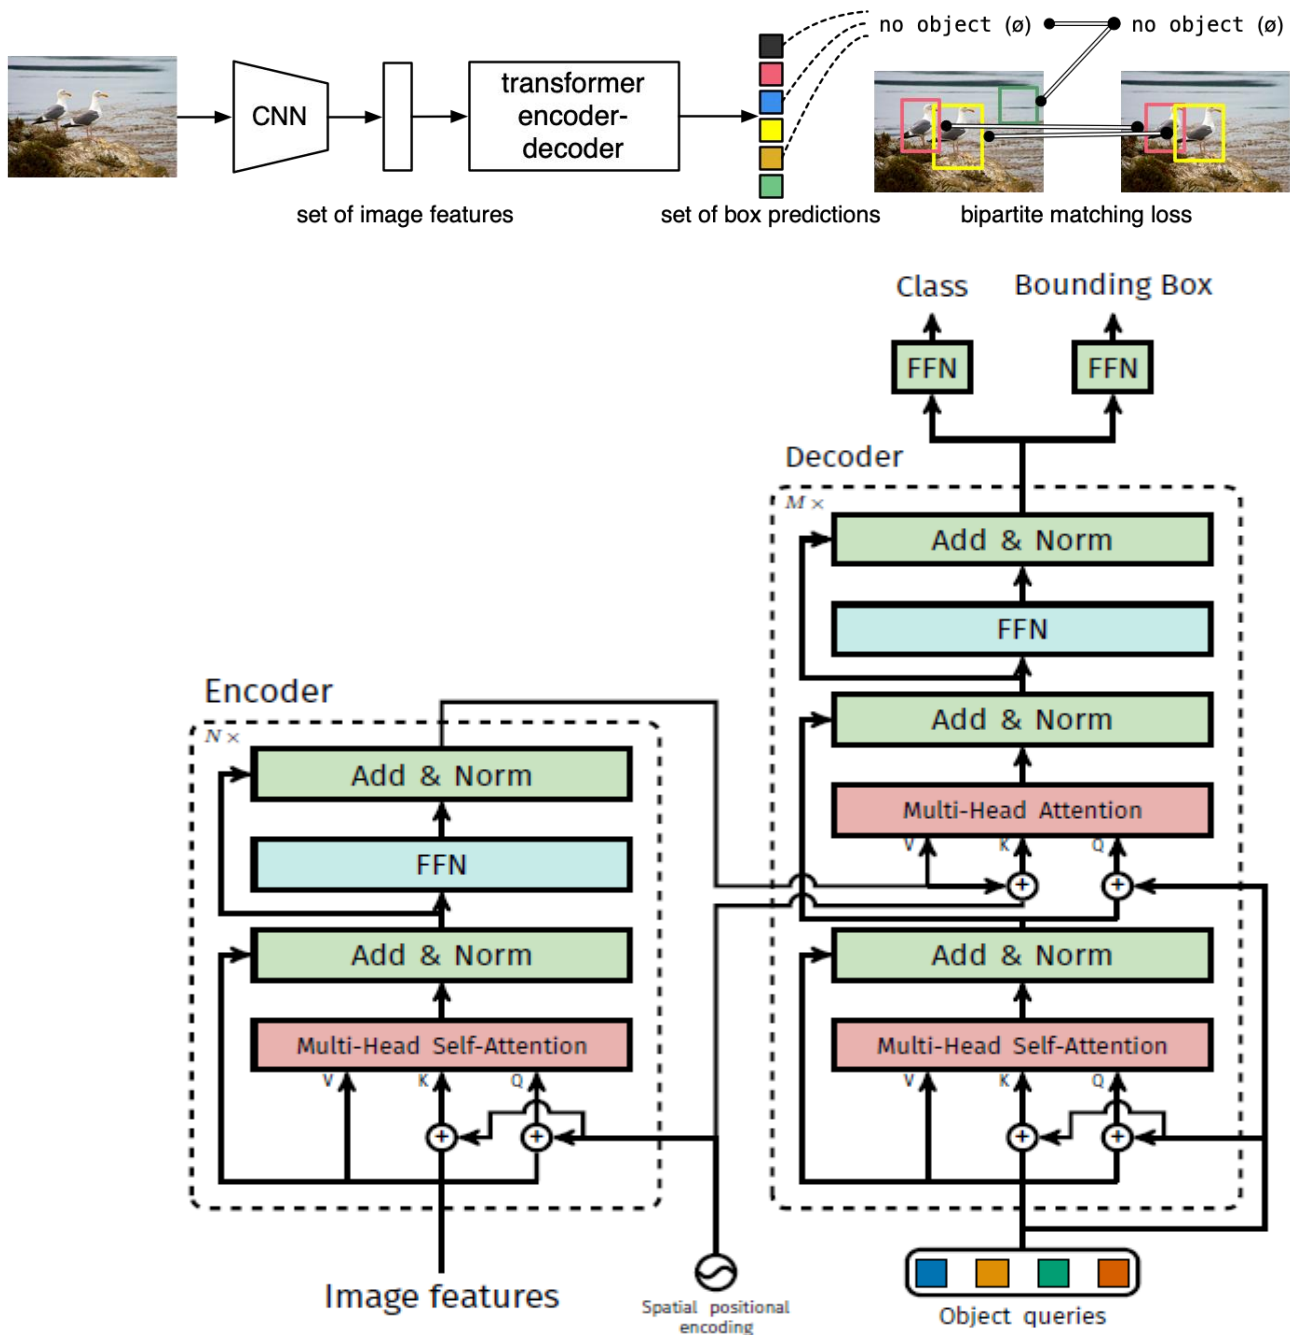 no object (ø)
no object (ø)
CNN
transformer
encoder-
decoder
set of image features
set of box predictions
bipartite matching loss
Class
Bounding Box
FFN
FFN
Decoder
M ×
Add & Norm
FFN
Add & Norm
Multi-Head Attention
V
K
Q
Add & Norm
Multi-Head Self-Attention
V
K
Q
Encoder
N ×
Add & Norm
FFN
Add & Norm
Multi-Head Self-Attention
V
K
Q
Image features
Spatial positional
encoding
Object queries